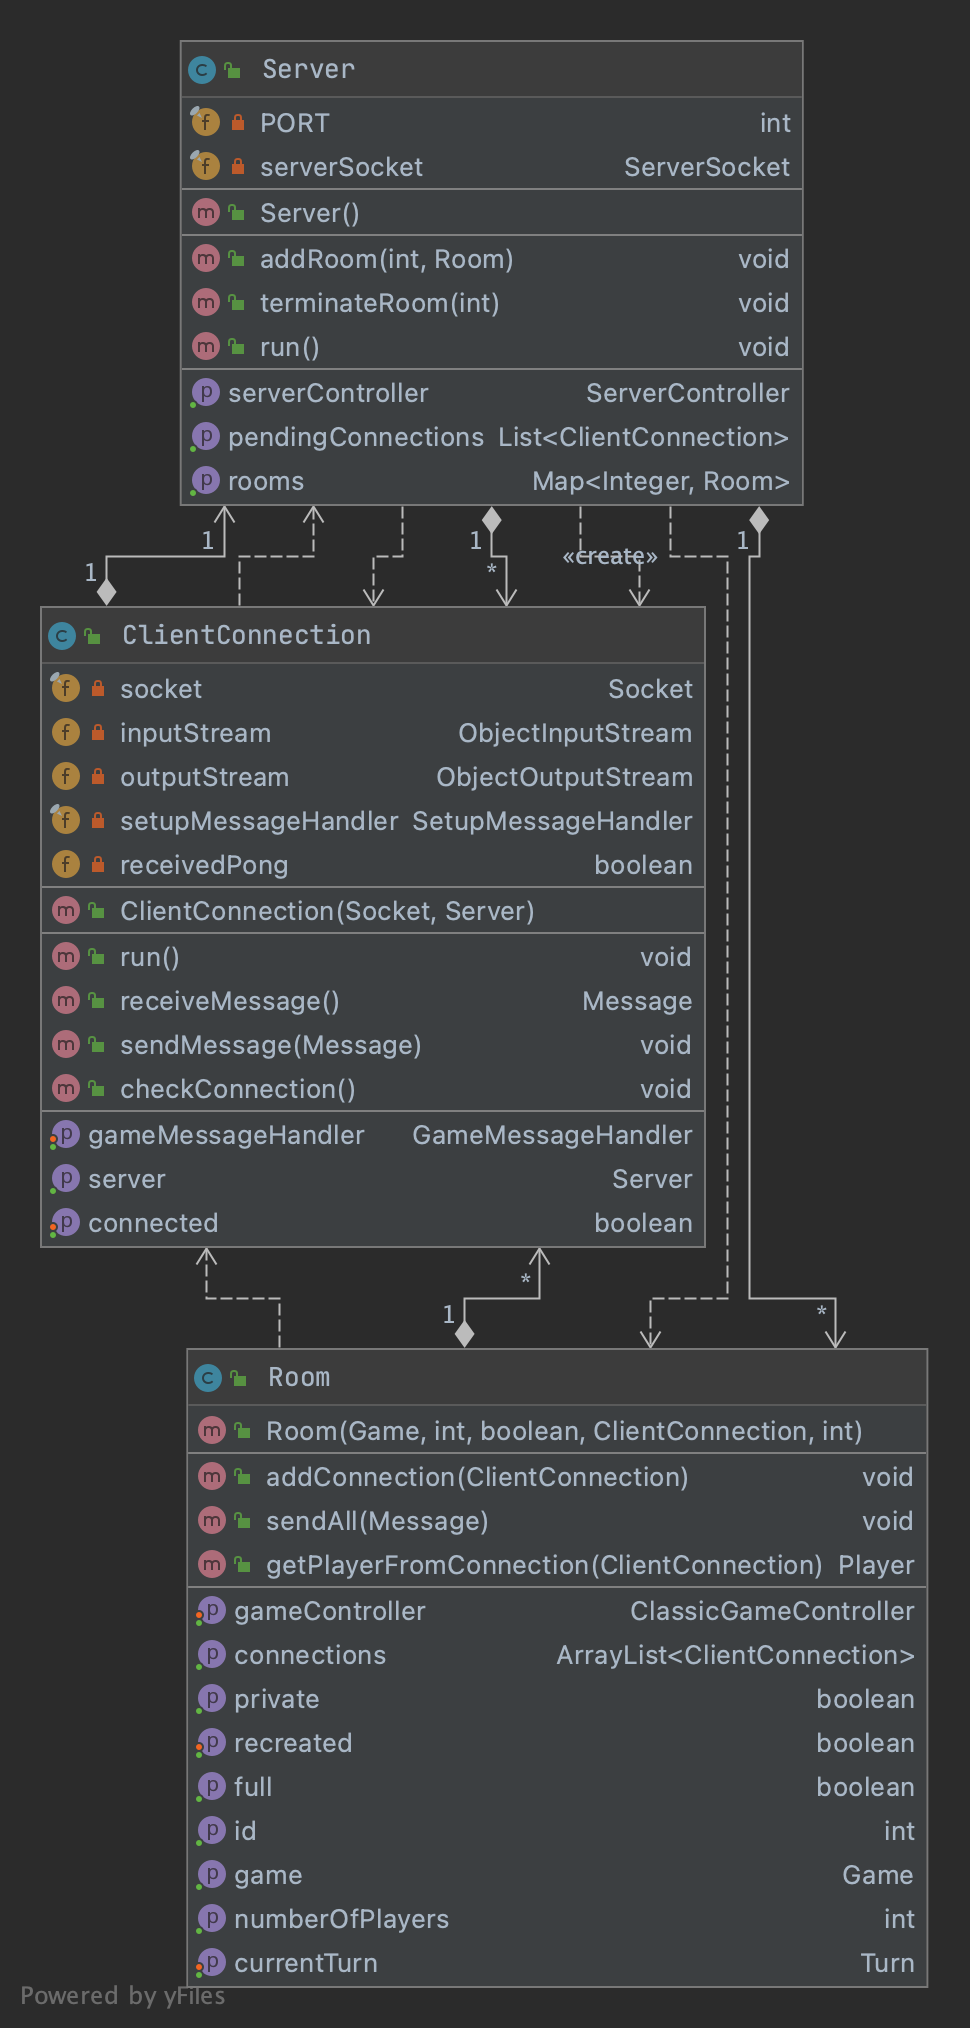 Server
PORT int
serverSocket ServerSocket
Server()
addRoom(int, Room) void
terminateRoom(int) void
run() void
serverController ServerController
pendingConnections List<ClientConnection>
rooms Map<Integer, Room>
1 1 1
* «create»
1
ClientConnection
socket Socket
inputStream ObjectInputStream
outputStream ObjectOutputStream
setupMessageHandler SetupMessageHandler
receivedPong boolean
ClientConnection(Socket, Server)
run() void
receiveMessage() Message
sendMessage(Message) void
checkConnection() void
gameMessageHandler GameMessageHandler
server Server
connected boolean
*
1 *
Room
Room(Game, int, boolean, ClientConnection, int)
addConnection(ClientConnection) void
sendAll(Message) void
getPlayerFromConnection(ClientConnection) Player
gameController ClassicGameController
connections ArrayList<ClientConnection>
private boolean
recreated boolean
full boolean
id int
game Game
numberOfPlayers int
currentTurn Turn
Powered by yFiles